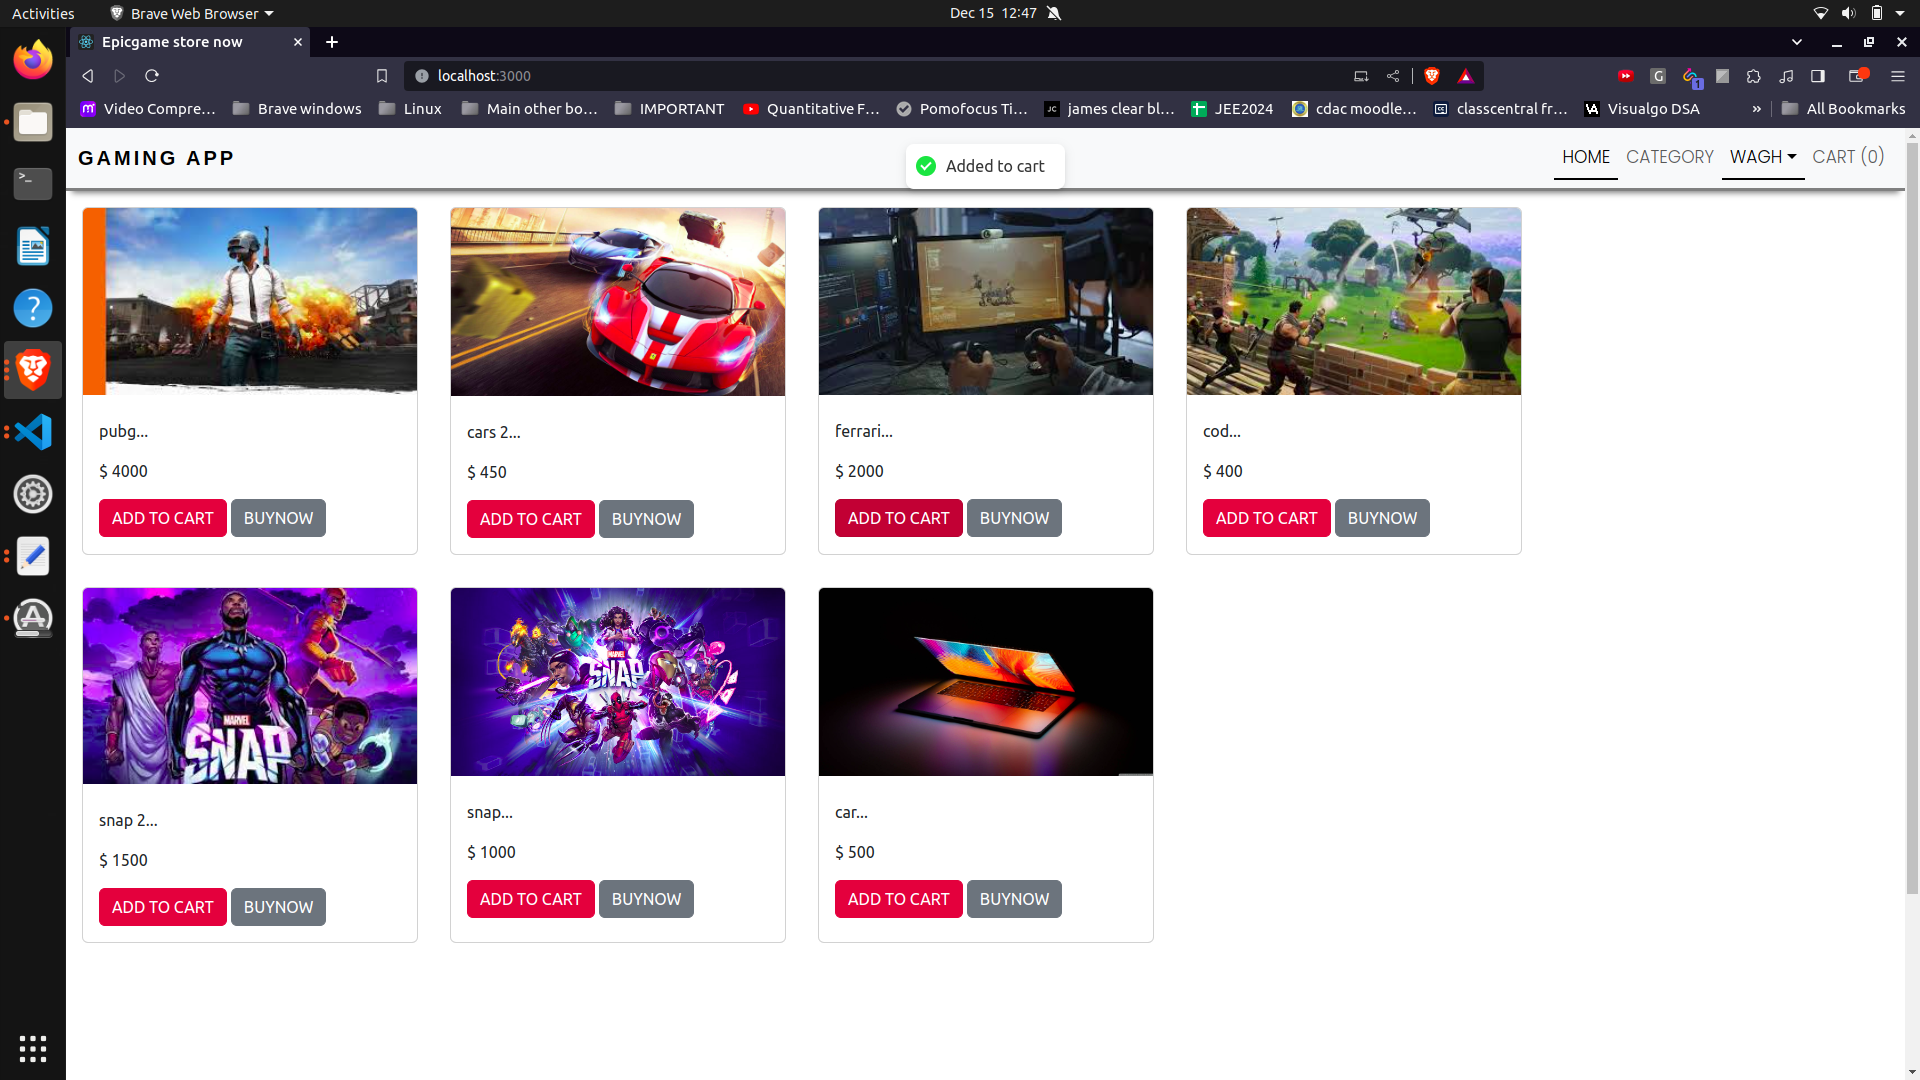 Activities Brave Web Browser Dec 15 12:47
Epicgame store now
localhost:3000
Video Compre... Brave windows Linux Main other bo... IMPORTANT Quantitative F... Pomofocus Ti... james clear bl... JEE2024 cdac moodle... classcentral fr... Visualgo DSA » All Bookmarks
GAMING APP Added to cart HOME CATEGORY WAGH CART (0)
pubg... cars 2... ferrari... cod...
$ 4000 $ 450 $ 2000 $ 400
ADD TO CART BUYNOW ADD TO CART BUYNOW ADD TO CART BUYNOW ADD TO CART BUYNOW
MARVEL SNAP MARVEL SNAP
snap 2... snap... car...
$ 1500 $ 1000 $ 500
ADD TO CART BUYNOW ADD TO CART BUYNOW ADD TO CART BUYNOW